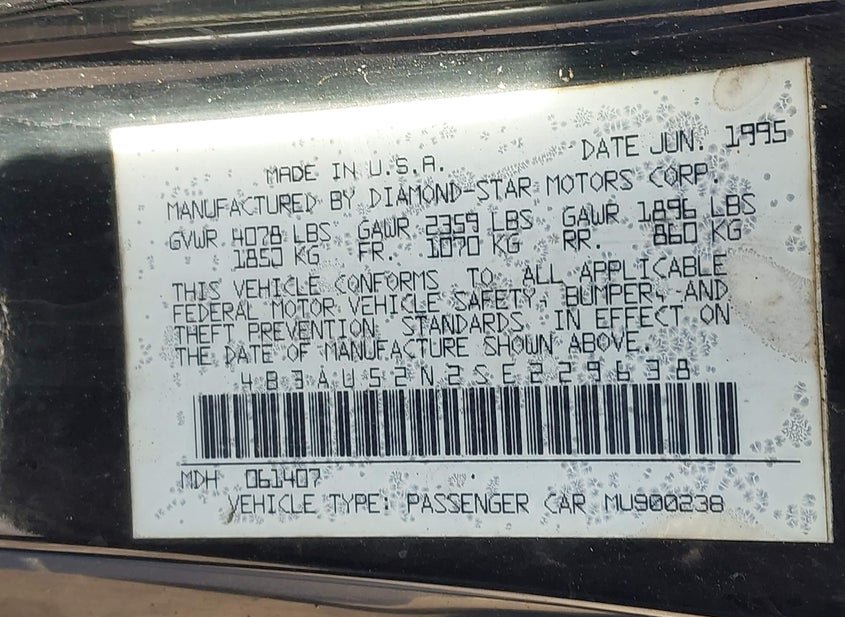 DATE JUN. 1995
MADE IN U.S.A.
MANUFACTURED BY DIAMOND-STAR MOTORS CORP.
GVWR 4078 LBS GAWR 2359 LBS GAWR 1896 LBS
1850 KG FR. 1070 KG RR. 860 KG
THIS VEHICLE CONFORMS TO ALL APPLICABLE
FEDERAL MOTOR VEHICLE SAFETY, BUMPER, AND
THEFT PREVENTION STANDARDS IN EFFECT ON
THE DATE OF MANUFACTURE SHOWN ABOVE.
4B3AU52N2SE229638
MDH 061407
VEHICLE TYPE: PASSENGER CAR MU900238